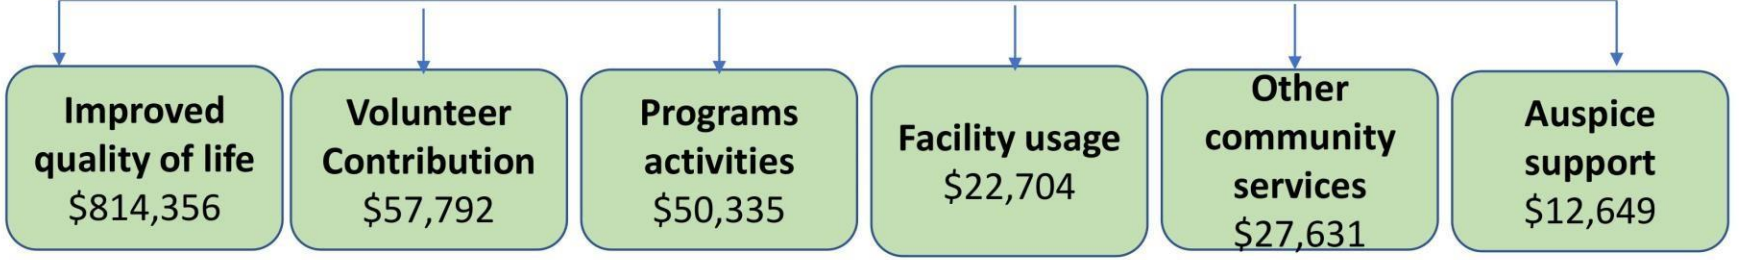 Improved
quality of life
$814,356
Volunteer
Contribution
$57,792
Programs
activities
$50,335
Facility usage
$22,704
Other
community
services
$27,631
Auspice
support
$12,649